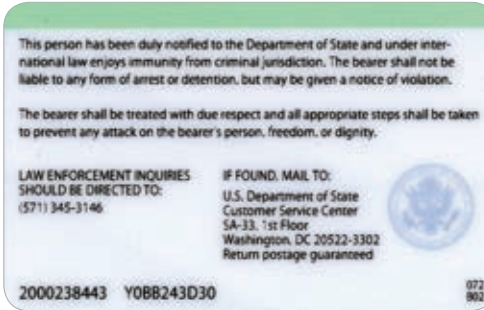 This person has been duly notified to the Department of State and under inter-
national law enjoys immunity from criminal jurisdiction. The bearer shall not be
liable to any form of arrest or detention, but may be given a notice of violation.
The bearer shall be treated with due respect and all appropriate steps shall be taken
to prevent any attack on the bearer's person, freedom, or dignity.
LAW ENFORCEMENT INQUIRIES
SHOULD BE DIRECTED TO:
(571) 345-3146
IF FOUND, MAIL TO:
U.S. Department of State
Customer Service Center
SA-33, 1st Floor
Washington, DC 20522-3302
Return postage guaranteed
2000238443 Y0BB243D30
072
802